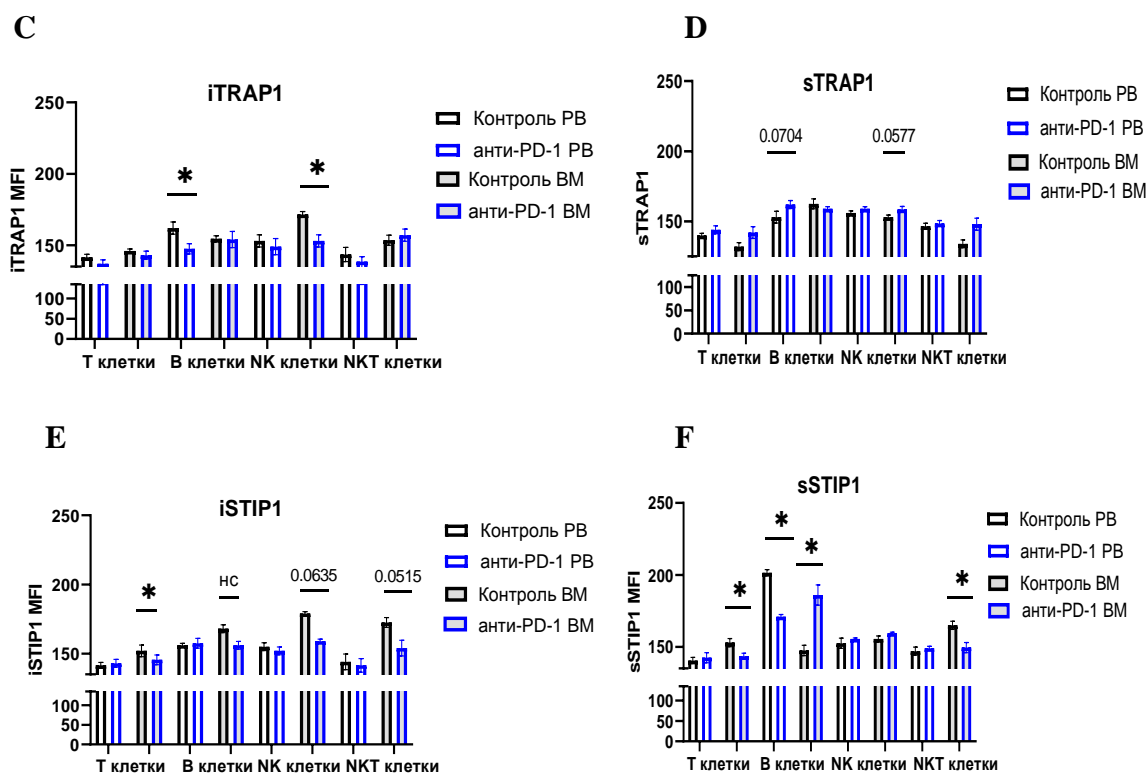 C
iTRAP1
iTRAP1 MFI
250
200
150
100
50
0
*
*
Контроль PB
анти-PD-1 PB
Контроль BM
анти-PD-1 BM
Т клетки В клетки NK клетки NKT клетки
D
sTRAP1
sTRAP1
250
200
150
100
50
0
0.0704
0.0577
Контроль PB
анти-PD-1 PB
Контроль BM
анти-PD-1 BM
Т клетки В клетки NK клетки NKT клетки
E
iSTIP1
iSTIP1 MFI
250
200
150
100
50
0
*
нс
0.0635
0.0515
Контроль PB
анти-PD-1 PB
Контроль BM
анти-PD-1 BM
Т клетки В клетки NK клетки NKT клетки
F
sSTIP1
sSTIP1 MFI
250
200
150
100
50
0
*
*
*
*
Контроль PB
анти-PD-1 PB
Контроль BM
анти-PD-1 BM
Т клетки В клетки NK клетки NKT клетки